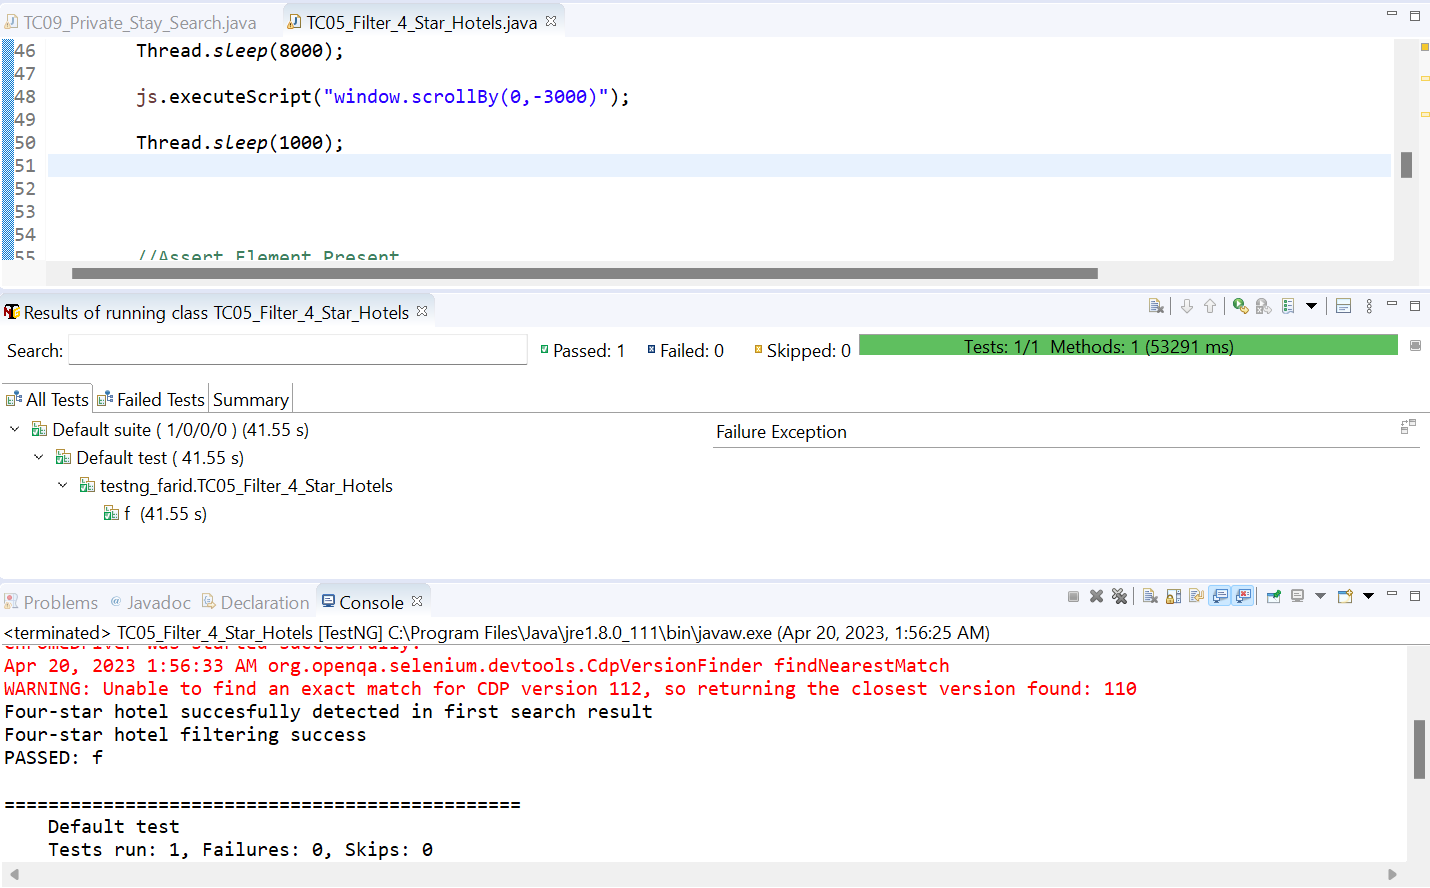 TC09_Private_Stay_Search.java TC05_Filter_4_Star_Hotels.java
46 Thread.sleep(8000);
47
48 js.executeScript("window.scrollBy(0,-3000)");
49
50 Thread.sleep(1000);
51
52
53
54
55 //Assert Element Present
Results of running class TC05_Filter_4_Star_Hotels
Search: Passed: 1 Failed: 0 Skipped: 0 Tests: 1/1 Methods: 1 (53291 ms)
All Tests Failed Tests Summary
Default suite ( 1/0/0/0 ) (41.55 s) Failure Exception
Default test ( 41.55 s)
testng_farid.TC05_Filter_4_Star_Hotels
f (41.55 s)
Problems @ Javadoc Declaration Console
<terminated> TC05_Filter_4_Star_Hotels [TestNG] C:\Program Files\Java\jre1.8.0_111\bin\javaw.exe (Apr 20, 2023, 1:56:25 AM)
ChromeDriver was started successfully.
Apr 20, 2023 1:56:33 AM org.openqa.selenium.devtools.CdpVersionFinder findNearestMatch
WARNING: Unable to find an exact match for CDP version 112, so returning the closest version found: 110
Four-star hotel succesfully detected in first search result
Four-star hotel filtering success
PASSED: f
===============================================
Default test
Tests run: 1, Failures: 0, Skips: 0